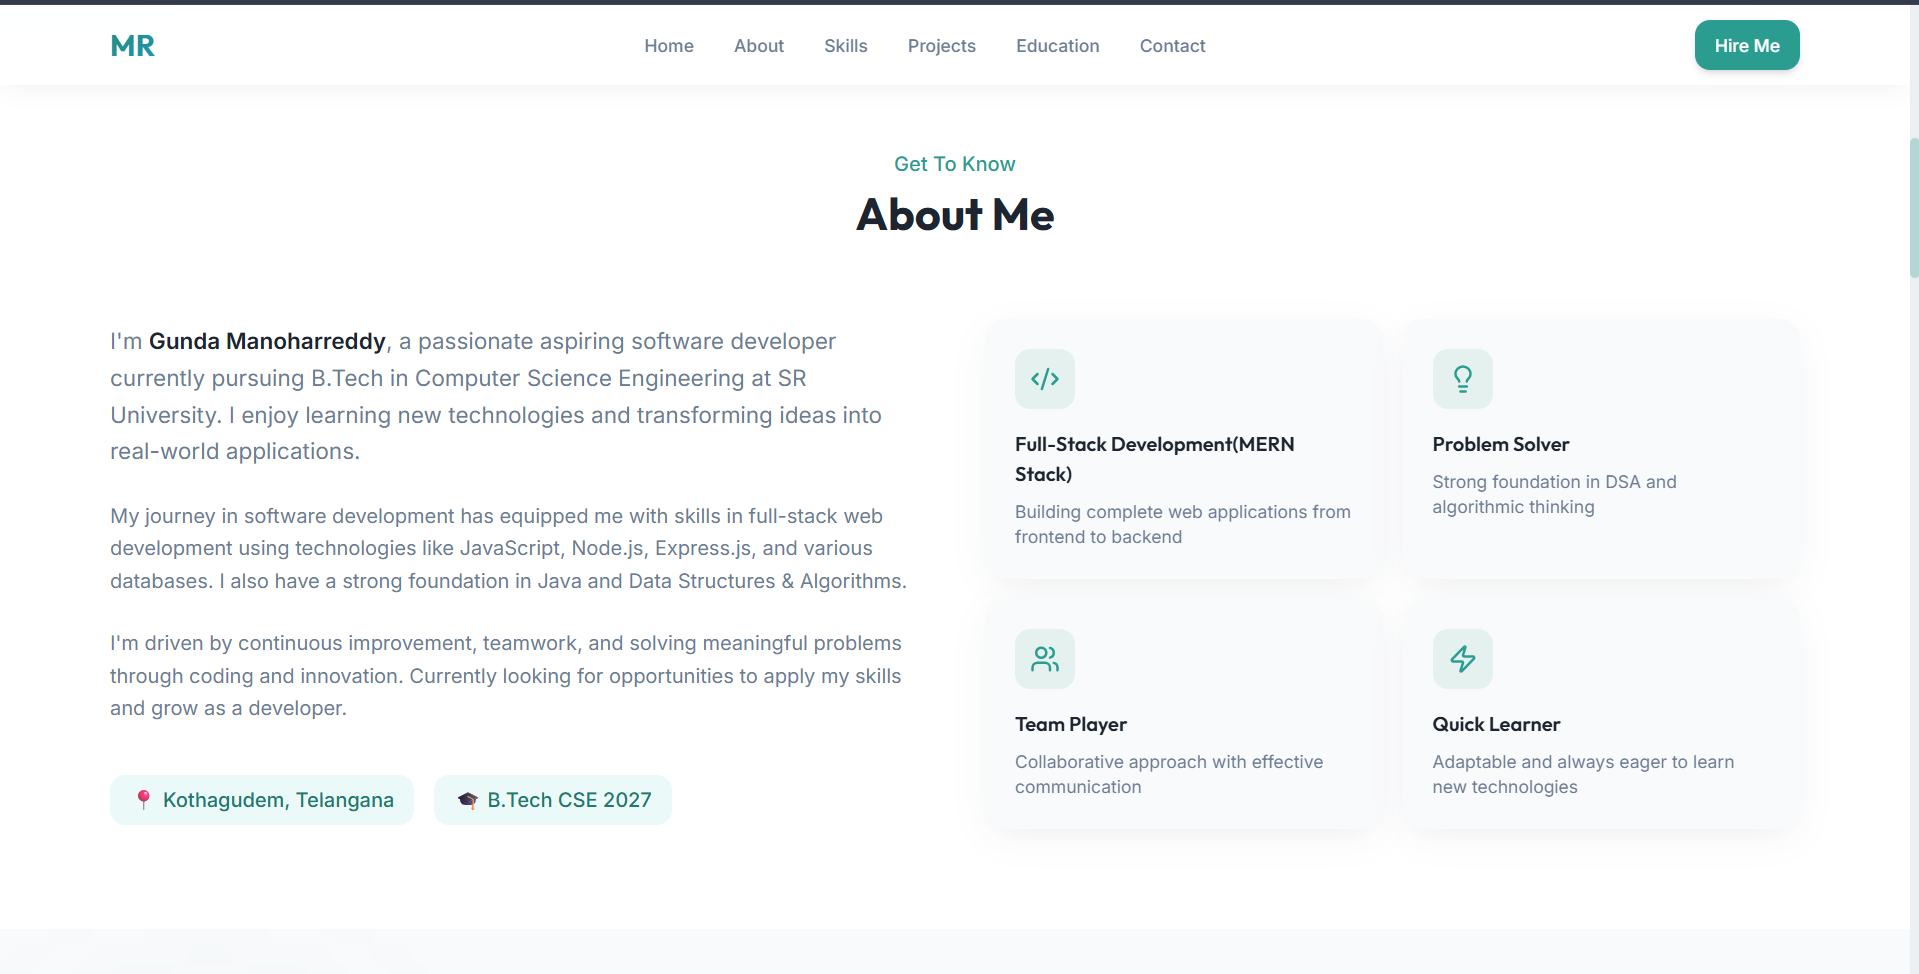 MR
Home
About
Skills
Projects
Education
Contact
Hire Me
Get To Know
About Me
I'm Gunda Manoharreddy, a passionate aspiring software developer
currently pursuing B.Tech in Computer Science Engineering at SR
University. I enjoy learning new technologies and transforming ideas into
real-world applications.
My journey in software development has equipped me with skills in full-stack web
development using technologies like JavaScript, Node.js, Express.js, and various
databases. I also have a strong foundation in Java and Data Structures & Algorithms.
I'm driven by continuous improvement, teamwork, and solving meaningful problems
through coding and innovation. Currently looking for opportunities to apply my skills
and grow as a developer.
📍 Kothagudem, Telangana
🎓 B.Tech CSE 2027
Full-Stack Development(MERN
Stack)
Building complete web applications from
frontend to backend
Problem Solver
Strong foundation in DSA and
algorithmic thinking
Team Player
Collaborative approach with effective
communication
Quick Learner
Adaptable and always eager to learn
new technologies